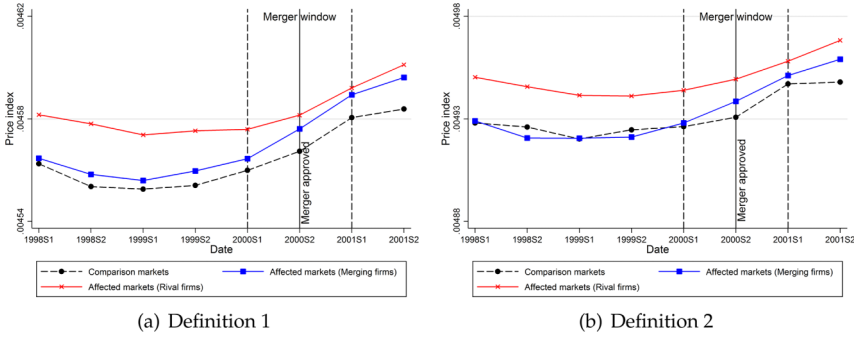 Merger window
.00462
.00458
.00454
Price index
Merger approved
1998S1 1998S2 1999S1 1999S2 2000S1 2000S2 2001S1 2001S2
Date
Comparison markets
Affected markets (Merging firms)
Affected markets (Rival firms)
(a) Definition 1
Merger window
.00498
.00493
.00488
Price index
Merger approved
1998S1 1998S2 1999S1 1999S2 2000S1 2000S2 2001S1 2001S2
Date
Comparison markets
Affected markets (Merging firms)
Affected markets (Rival firms)
(b) Definition 2